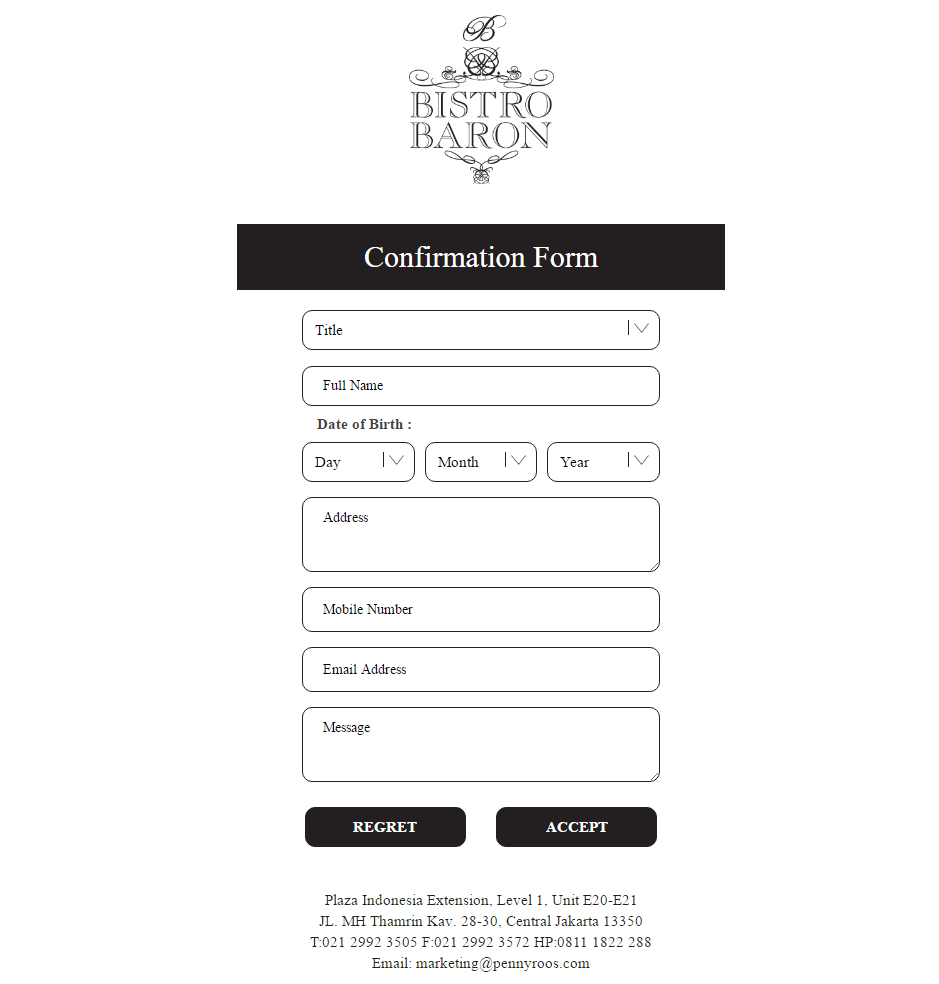 B
BISTRO
BARON
Confirmation Form
Title
Full Name
Date of Birth :
Day Month Year
Address
Mobile Number
Email Address
Message
REGRET ACCEPT
Plaza Indonesia Extension, Level 1, Unit E20-E21
JL. MH Thamrin Kav. 28-30, Central Jakarta 13350
T:021 2992 3505 F:021 2992 3572 HP:0811 1822 288
Email: marketing@pennyroos.com